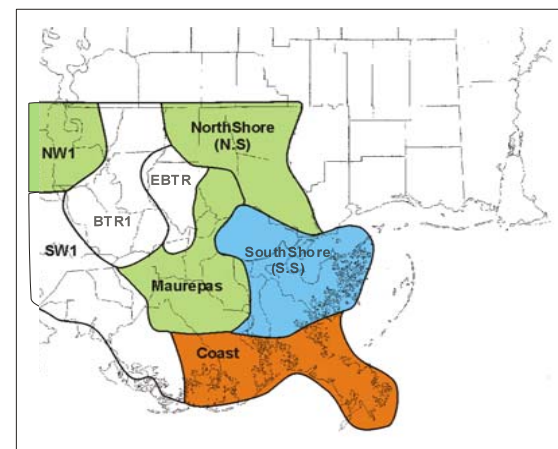 NorthShore
(N.S)
NW1
EBTR
BTR1
SW1
SouthShore
(S.S)
Maurepas
Coast